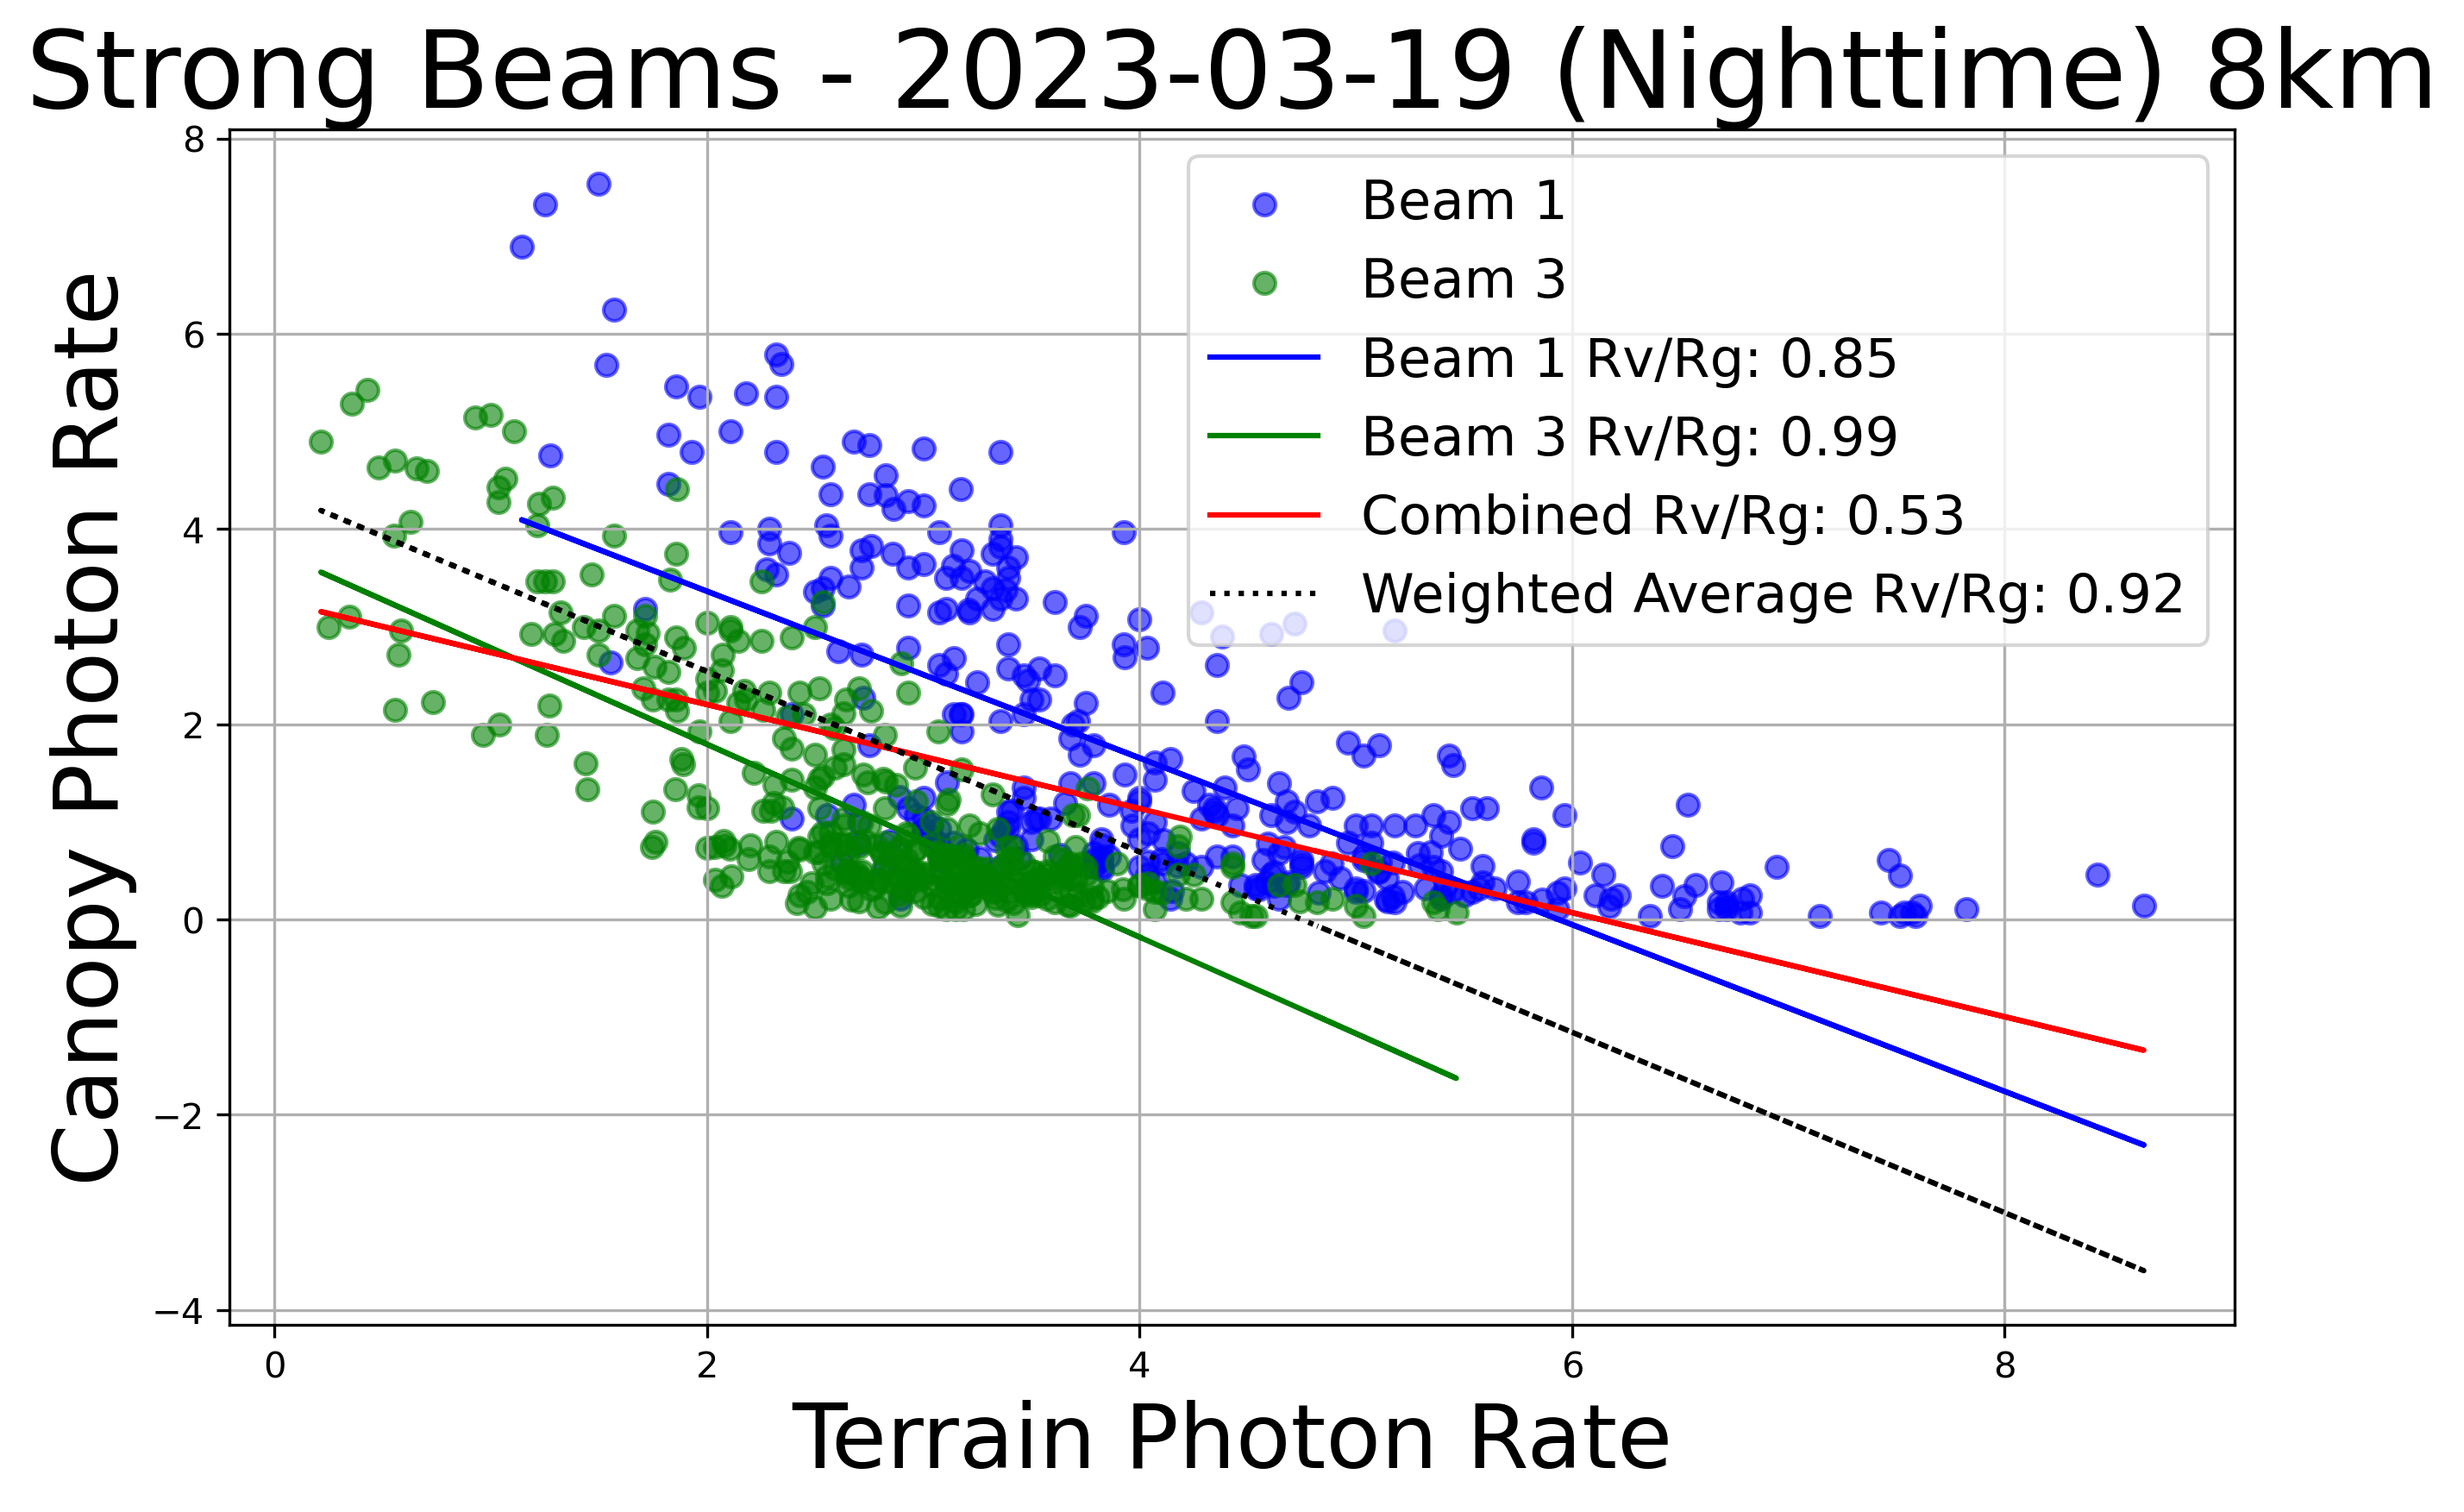 Strong Beams - 2023-03-19 (Nighttime) 8km
Canopy Photon Rate
8
6
4
2
0
−2
−4
Beam 1
Beam 3
Beam 1 Rv/Rg: 0.85
Beam 3 Rv/Rg: 0.99
Combined Rv/Rg: 0.53
Weighted Average Rv/Rg: 0.92
0 2 4 6 8
Terrain Photon Rate